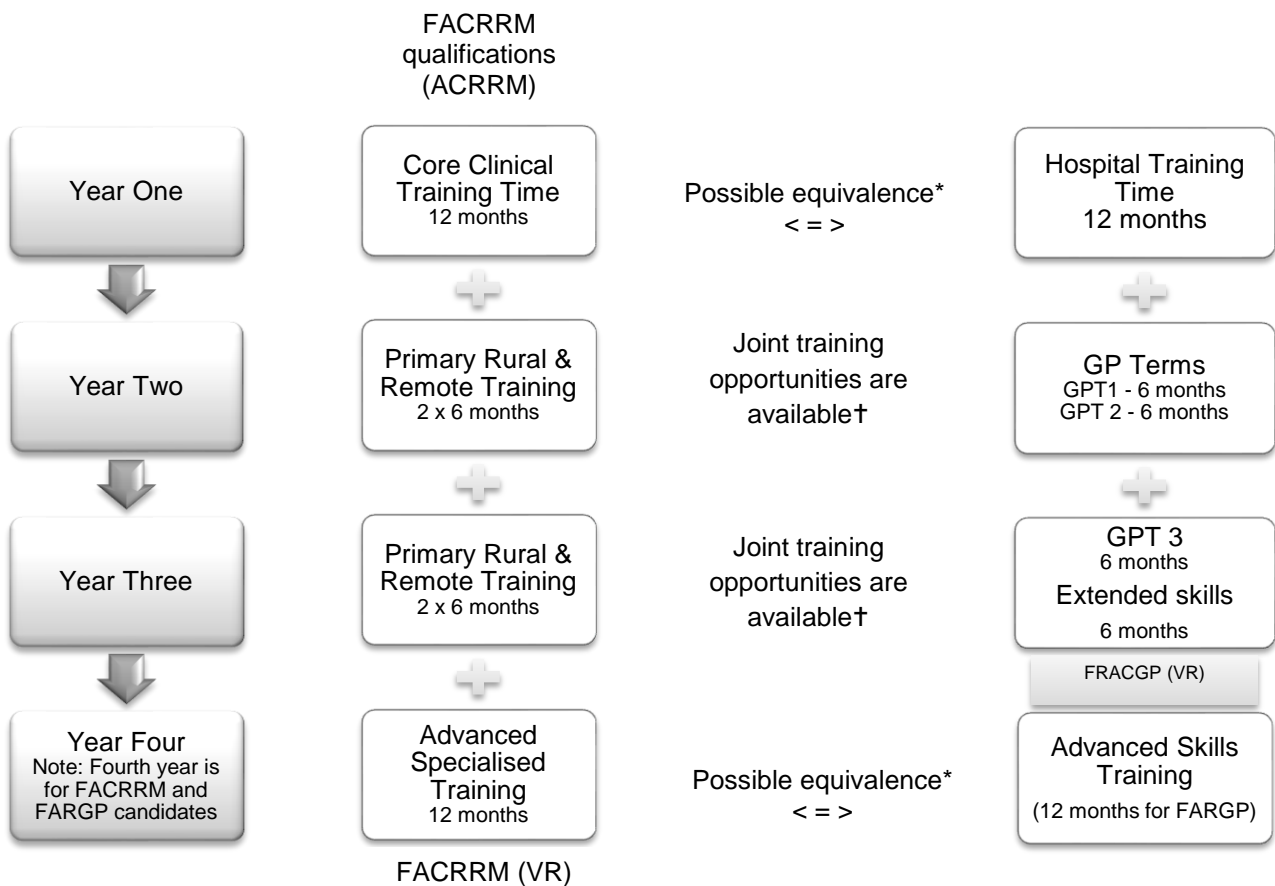 FACRRM
qualifications
(ACRRM)
Year One
Core Clinical
Training Time
12 months
Possible equivalence*
< = >
Hospital Training
Time
12 months
Year Two
Primary Rural &
Remote Training
2 x 6 months
Joint training
opportunities are
available†
GP Terms
GPT1 - 6 months
GPT 2 - 6 months
Year Three
Primary Rural &
Remote Training
2 x 6 months
Joint training
opportunities are
available†
GPT 3
6 months
Extended skills
6 months
FRACGP (VR)
Year Four
Note: Fourth year is
for FACRRM and
FARGP candidates
Advanced
Specialised
Training
12 months
Possible equivalence*
< = >
Advanced Skills
Training
(12 months for FARGP)
FACRRM (VR)